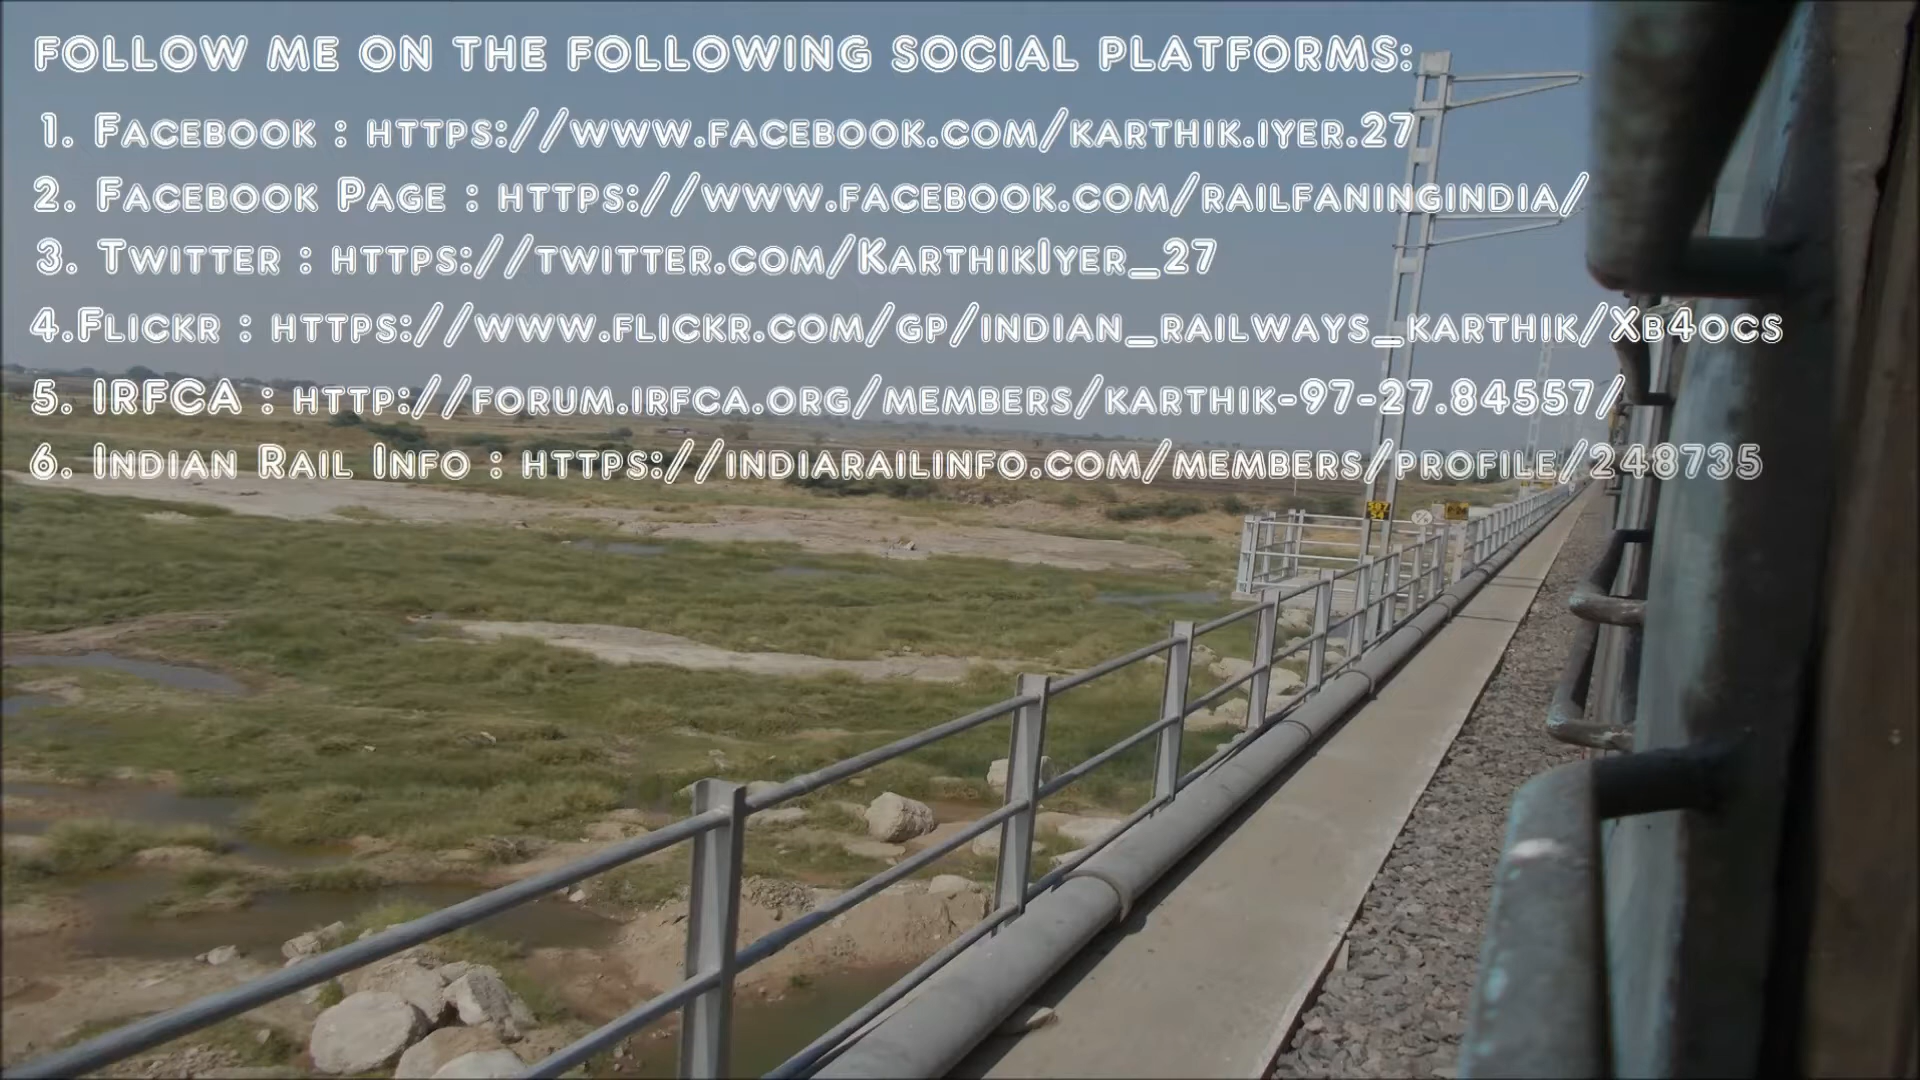 FOLLOW ME ON THE FOLLOWING SOCIAL PLATFORMS:
1. Facebook : https://www.facebook.com/karthik.iyer.27
2. Facebook Page : https://www.facebook.com/railfaningindia/
3. Twitter : https://twitter.com/KarthikIyer_27
4.Flickr : https://www.flickr.com/gp/indian_railways_karthik/Xb4ocs
5. IRFCA : http://forum.irfca.org/members/karthik-97-27.84557/
6. Indian Rail Info : https://indiarailinfo.com/members/profile/248735